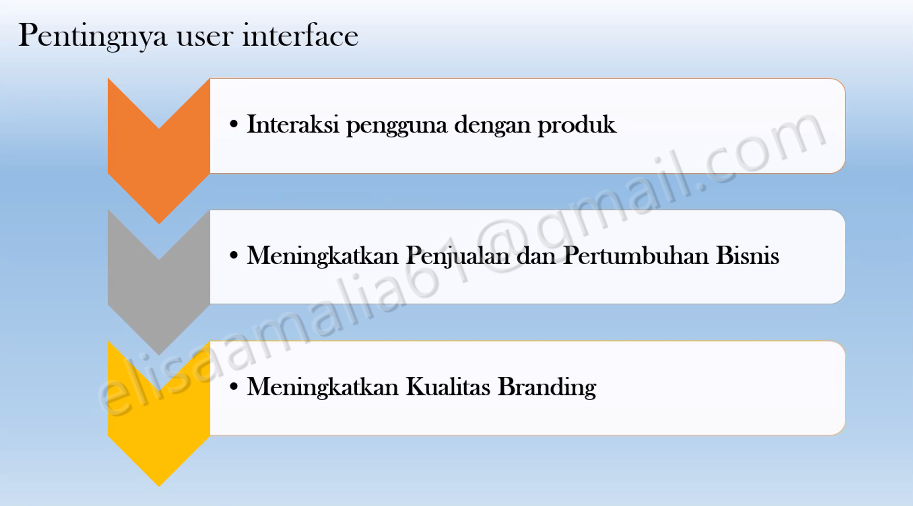 Pentingnya user interface
• Interaksi pengguna dengan produk
• Meningkatkan Penjualan dan Pertumbuhan Bisnis
• Meningkatkan Kualitas Branding
elisaamalia61@gmail.com